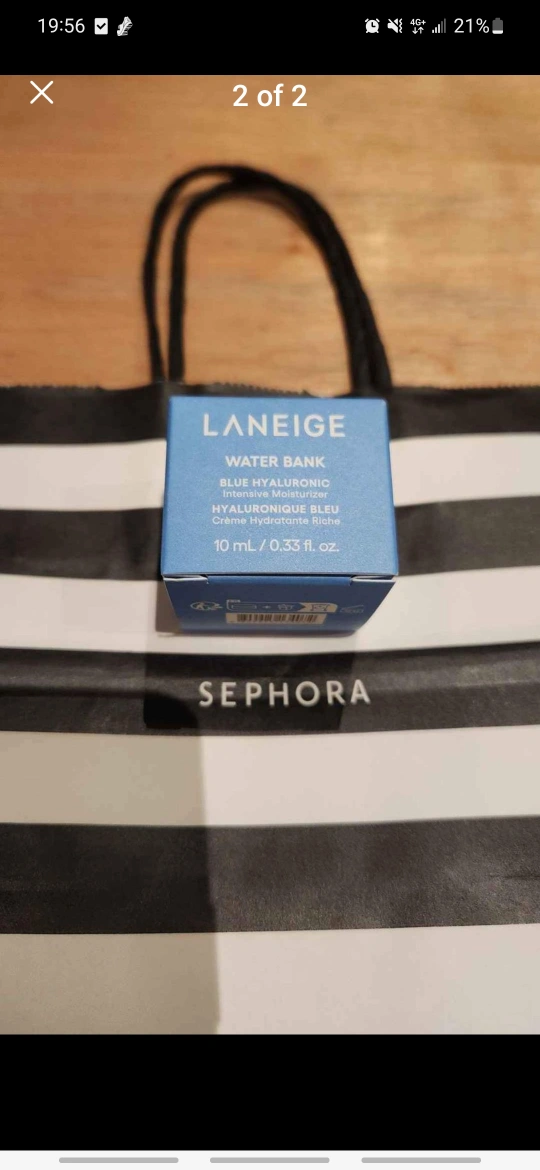 19:56
4G+
21%
2 of 2
LANEIGE
WATER BANK
BLUE HYALURONIC
Intensive Moisturizer
HYALURONIQUE BLEU
Crème Hydratante Riche
10 mL / 0.33 fl. oz.
SEPHORA